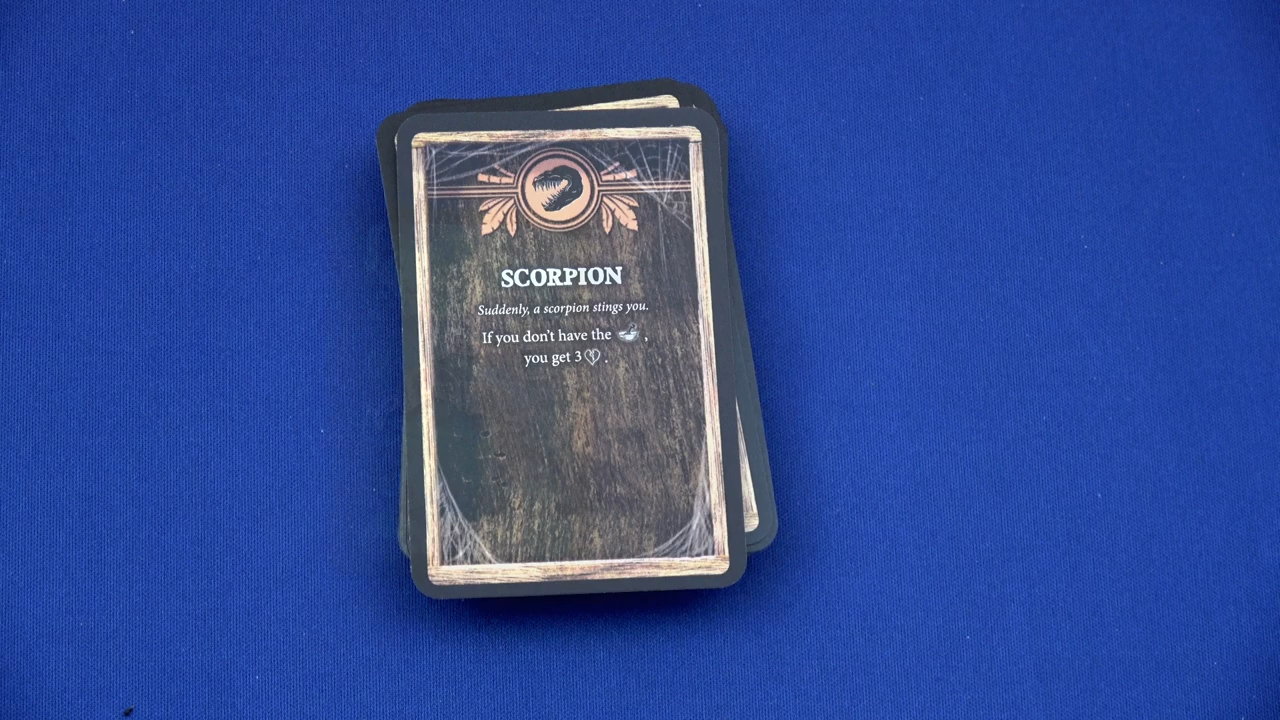 SCORPION
Suddenly, a scorpion stings you.
If you don't have the ,
you get 3 .